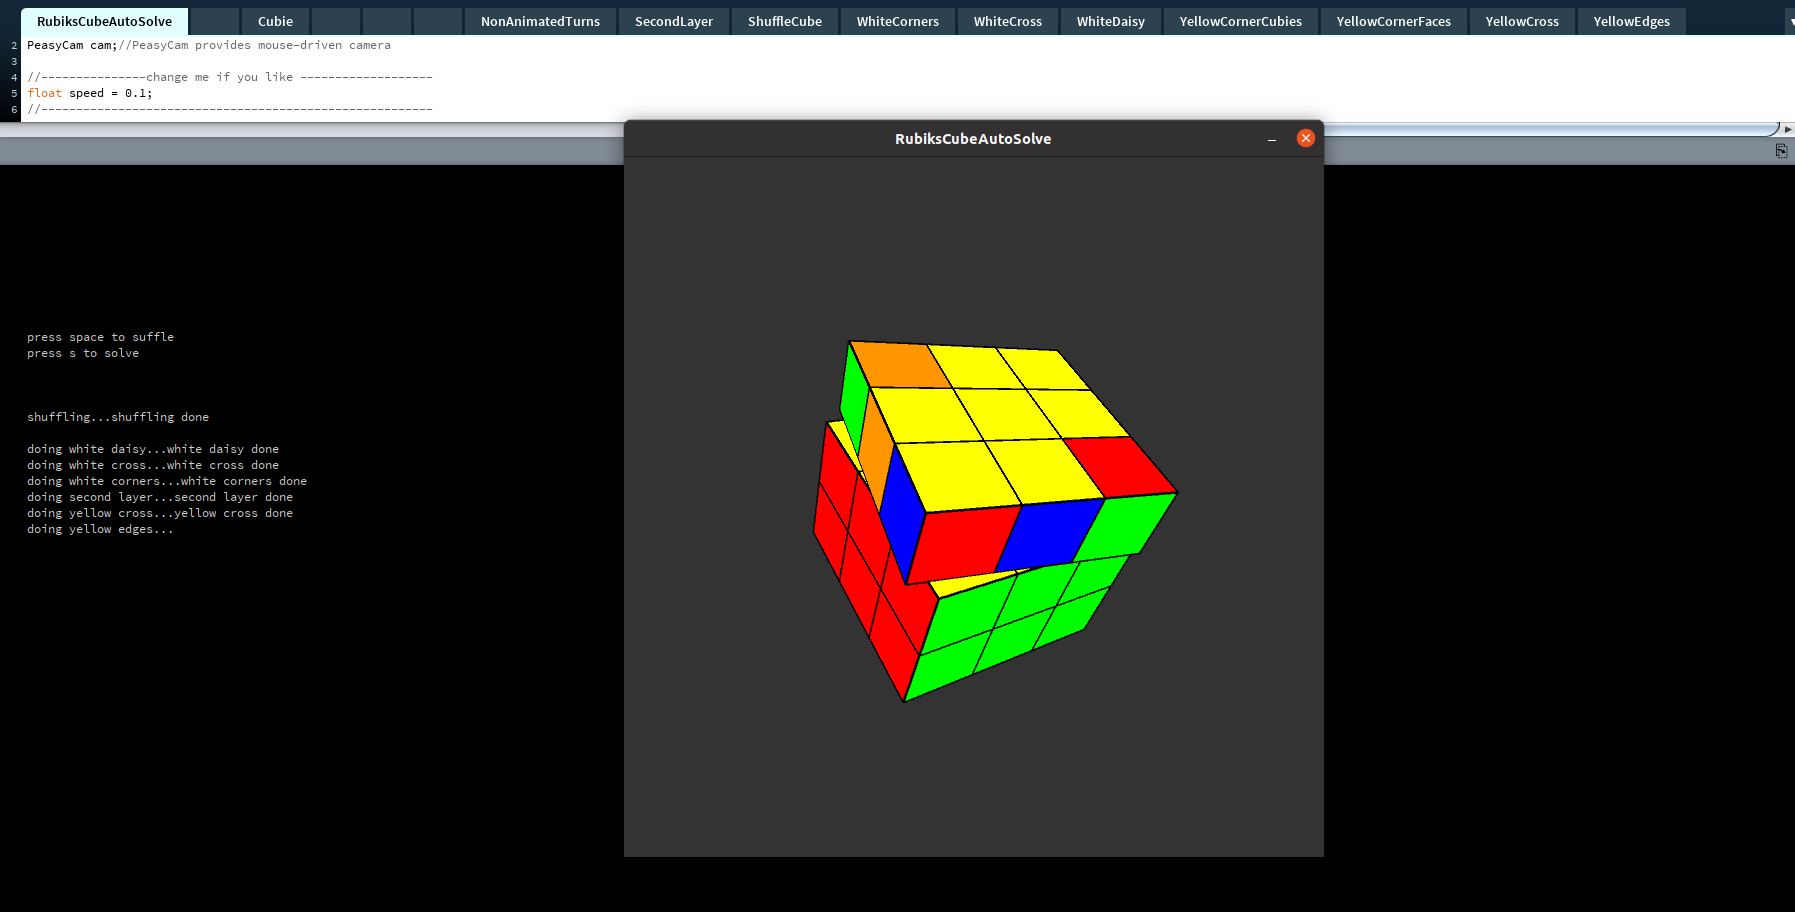 RubiksCubeAutoSolve Cubie NonAnimatedTurns SecondLayer ShuffleCube WhiteCorners WhiteCross WhiteDaisy YellowCornerCubies YellowCornerFaces YellowCross YellowEdges
2 PeasyCam cam;//PeasyCam provides mouse-driven camera
3
4 //---------------change me if you like -------------------
5 float speed = 0.1;
6 //--------------------------------------------------------
RubiksCubeAutoSolve
press space to suffle
press s to solve
shuffling...shuffling done
doing white daisy...white daisy done
doing white cross...white cross done
doing white corners...white corners done
doing second layer...second layer done
doing yellow cross...yellow cross done
doing yellow edges...